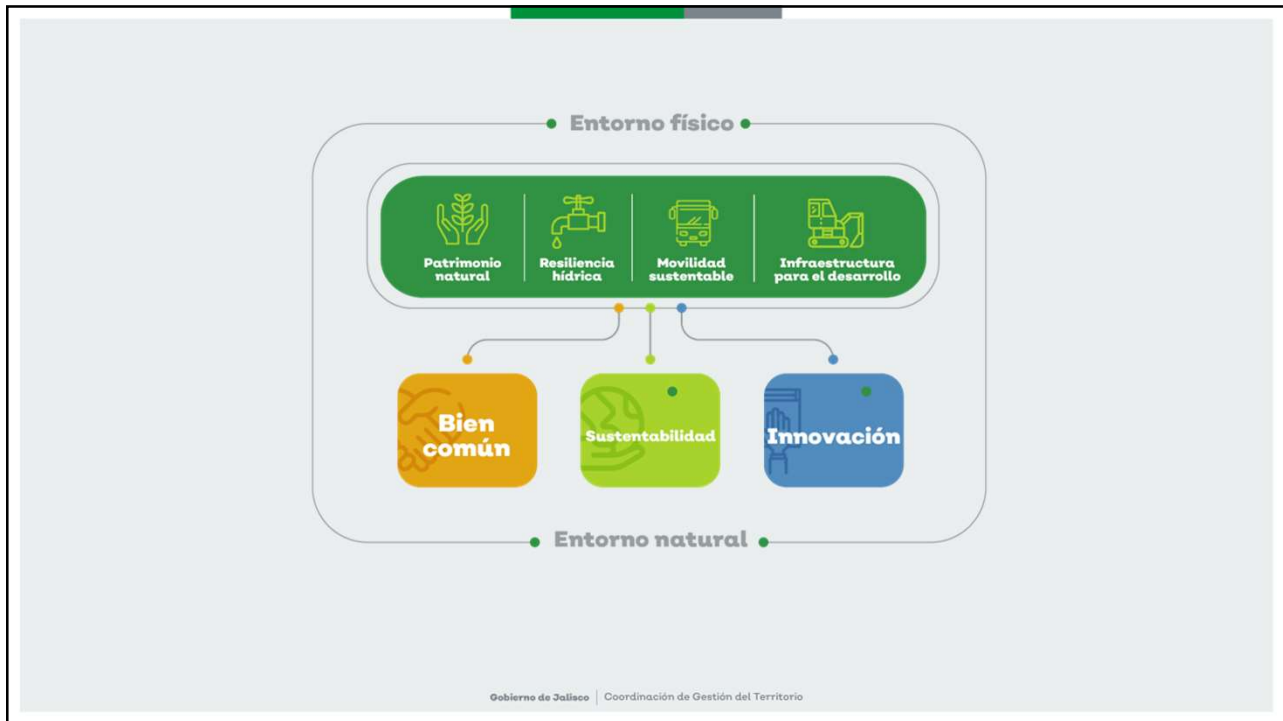 Entorno físico
Patrimonio
natural
Resiliencia
hídrica
Movilidad
sustentable
Infraestructura
para el desarrollo
Bien
común
Sustentabilidad
Innovación
Entorno natural
Gobierno de Jalisco | Coordinación de Gestión del Territorio